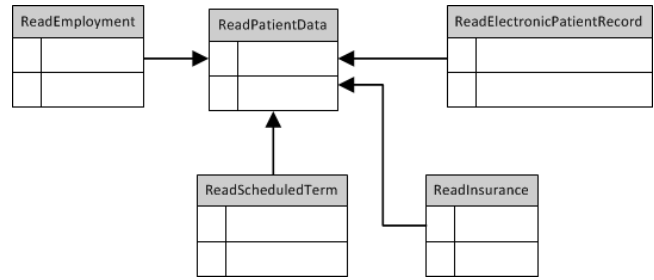 ReadEmployment
ReadPatientData
ReadElectronicPatientRecord
ReadScheduledTerm
ReadInsurance